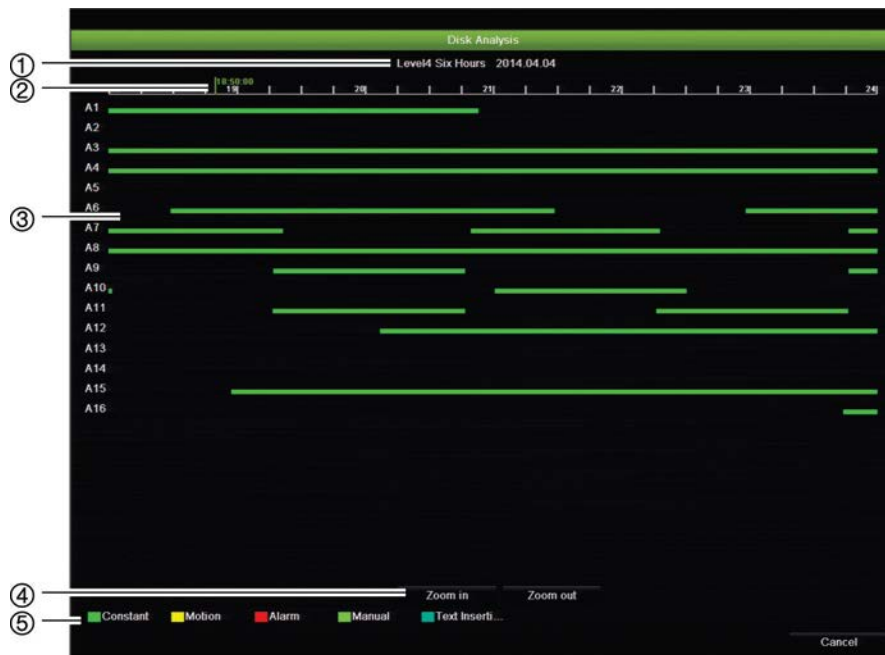 Disk Analysis
① Level4 Six Hours 2014.04.04
18:50:00
② 19 20 21 22 23 24
A1
A2
A3
A4
A5
A6
③
A7
A8
A9
A10
A11
A12
A13
A14
A15
A16
④ Zoom in Zoom out
⑤ Constant Motion Alarm Manual Text Inserti...
Cancel